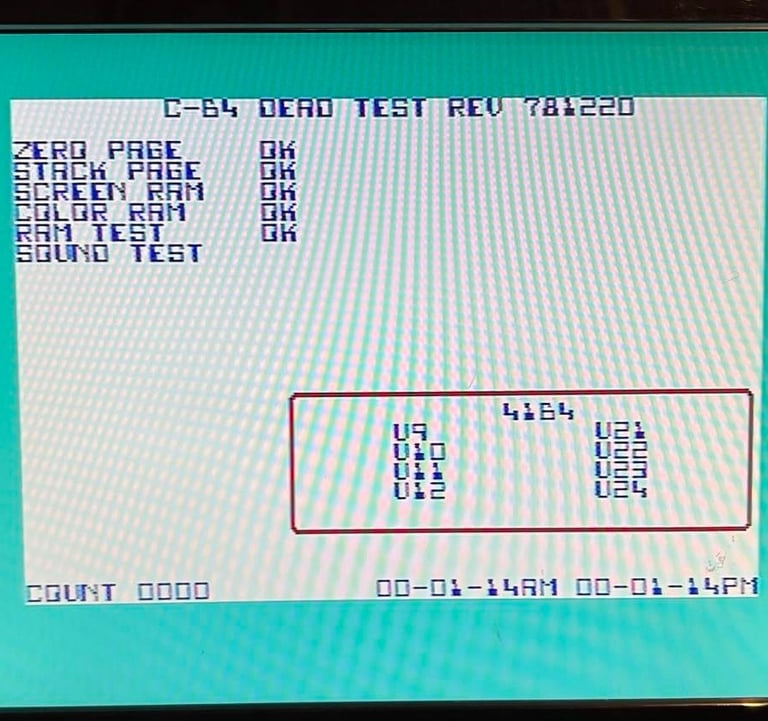 C-64 DEAD TEST REV 781220
ZERO PAGE OK
STACK PAGE OK
SCREEN RAM OK
COLOR RAM OK
RAM TEST OK
SOUND TEST
4164
U9 U21
U10 U22
U11 U23
U12 U24
COUNT 0000 00-01-14AM 00-01-14PM